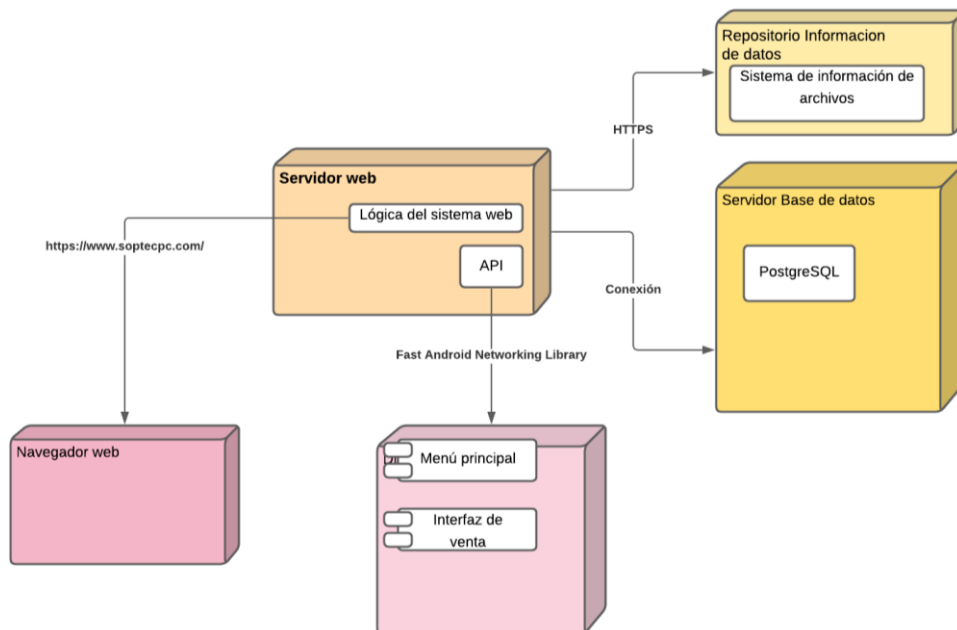 Repositorio Informacion
de datos
Sistema de información de
archivos
HTTPS
Servidor web
Lógica del sistema web
API
Servidor Base de datos
PostgreSQL
https://www.soptecpc.com/
Conexión
Fast Android Networking Library
Navegador web
Menú principal
Interfaz de
venta